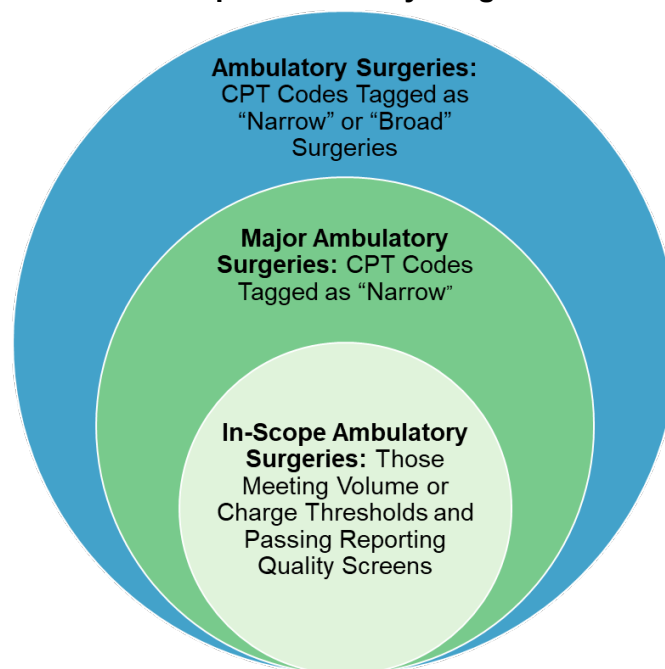 Ambulatory Surgeries:
CPT Codes Tagged as
“Narrow” or “Broad”
Surgeries
Major Ambulatory
Surgeries: CPT Codes
Tagged as “Narrow”
In-Scope Ambulatory
Surgeries: Those
Meeting Volume or
Charge Thresholds and
Passing Reporting
Quality Screens